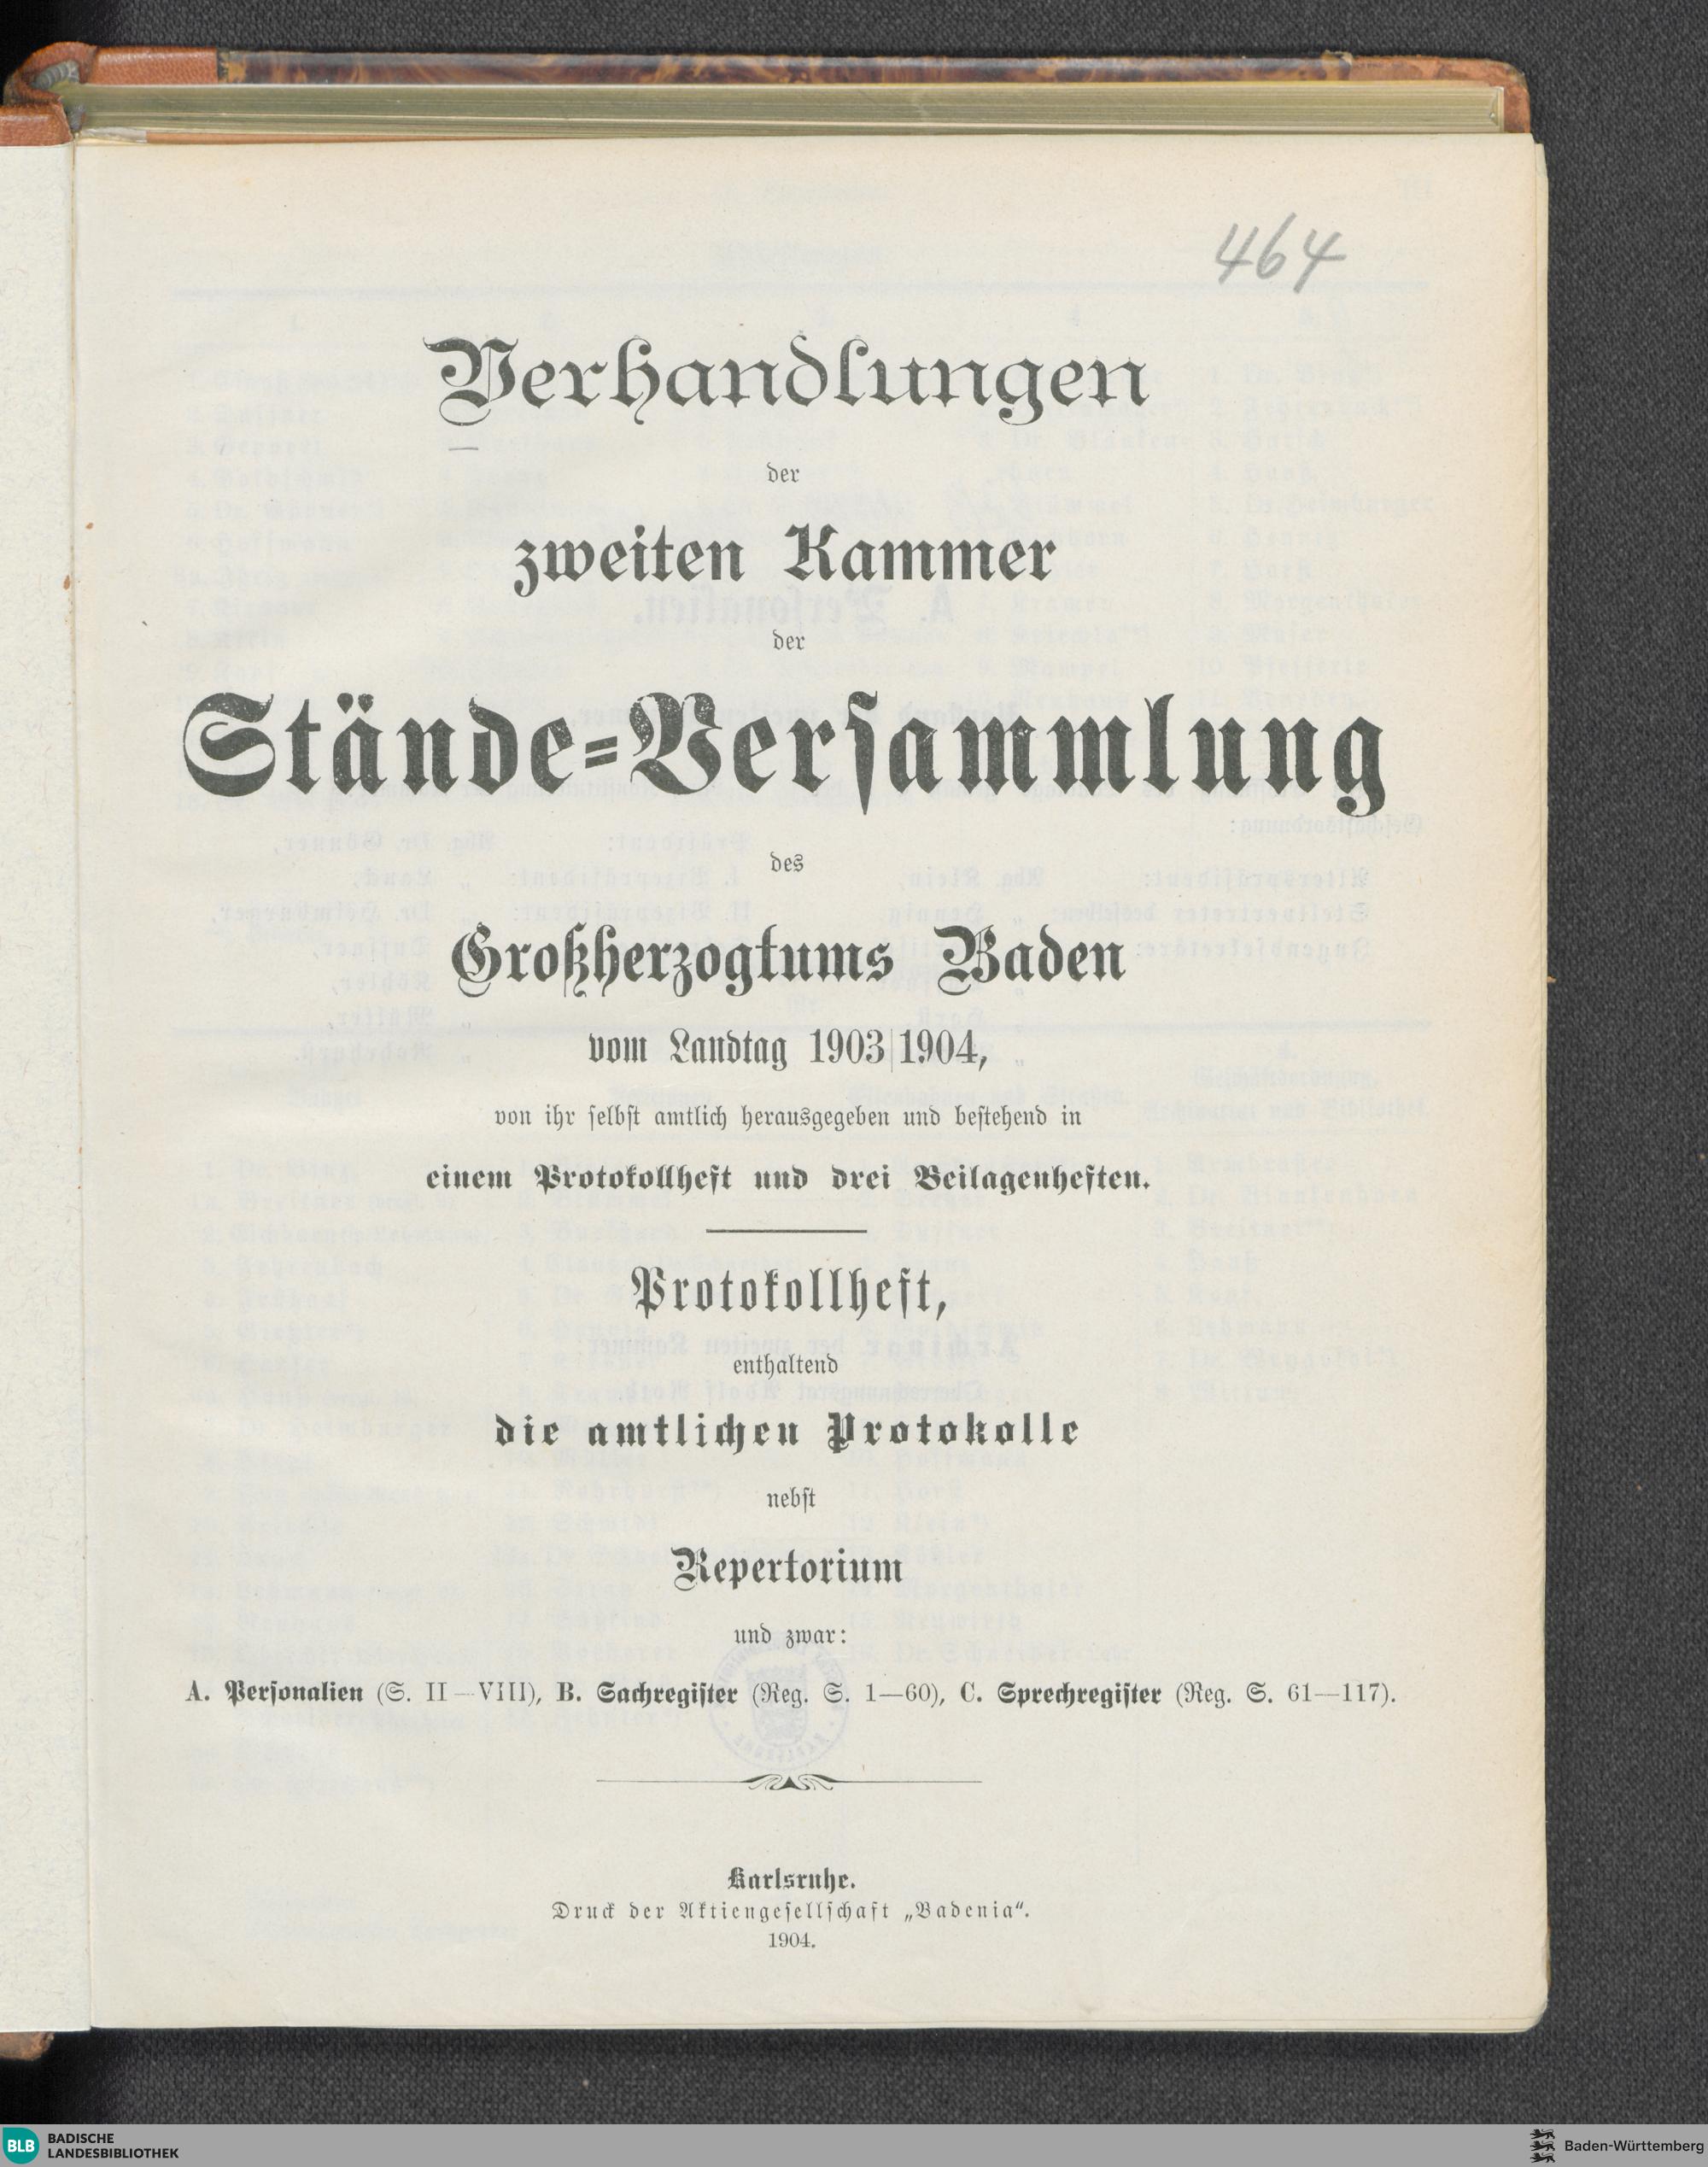 464
Verhandlungen
der
zweiten Kammer
der
Stände-Versammlung
des
Großherzogtums Baden
vom Landtag 1903/1904,
von ihr selbst amtlich herausgegeben und bestehend in
einem Protokollheft und drei Beilagenheften.
Protokollheft,
enthaltend
die amtlichen Protokolle
nebst
Repertorium
und zwar:
A. Personalien (S. II—VIII), B. Sachregister (Reg. S. 1—60), C. Sprechregister (Reg. S. 61—117).
Karlsruhe.
Druck der Aktiengesellschaft „Badenia“.
1904.
BLB BADISCHE
LANDESBIBLIOTHEK
Baden-Württemberg